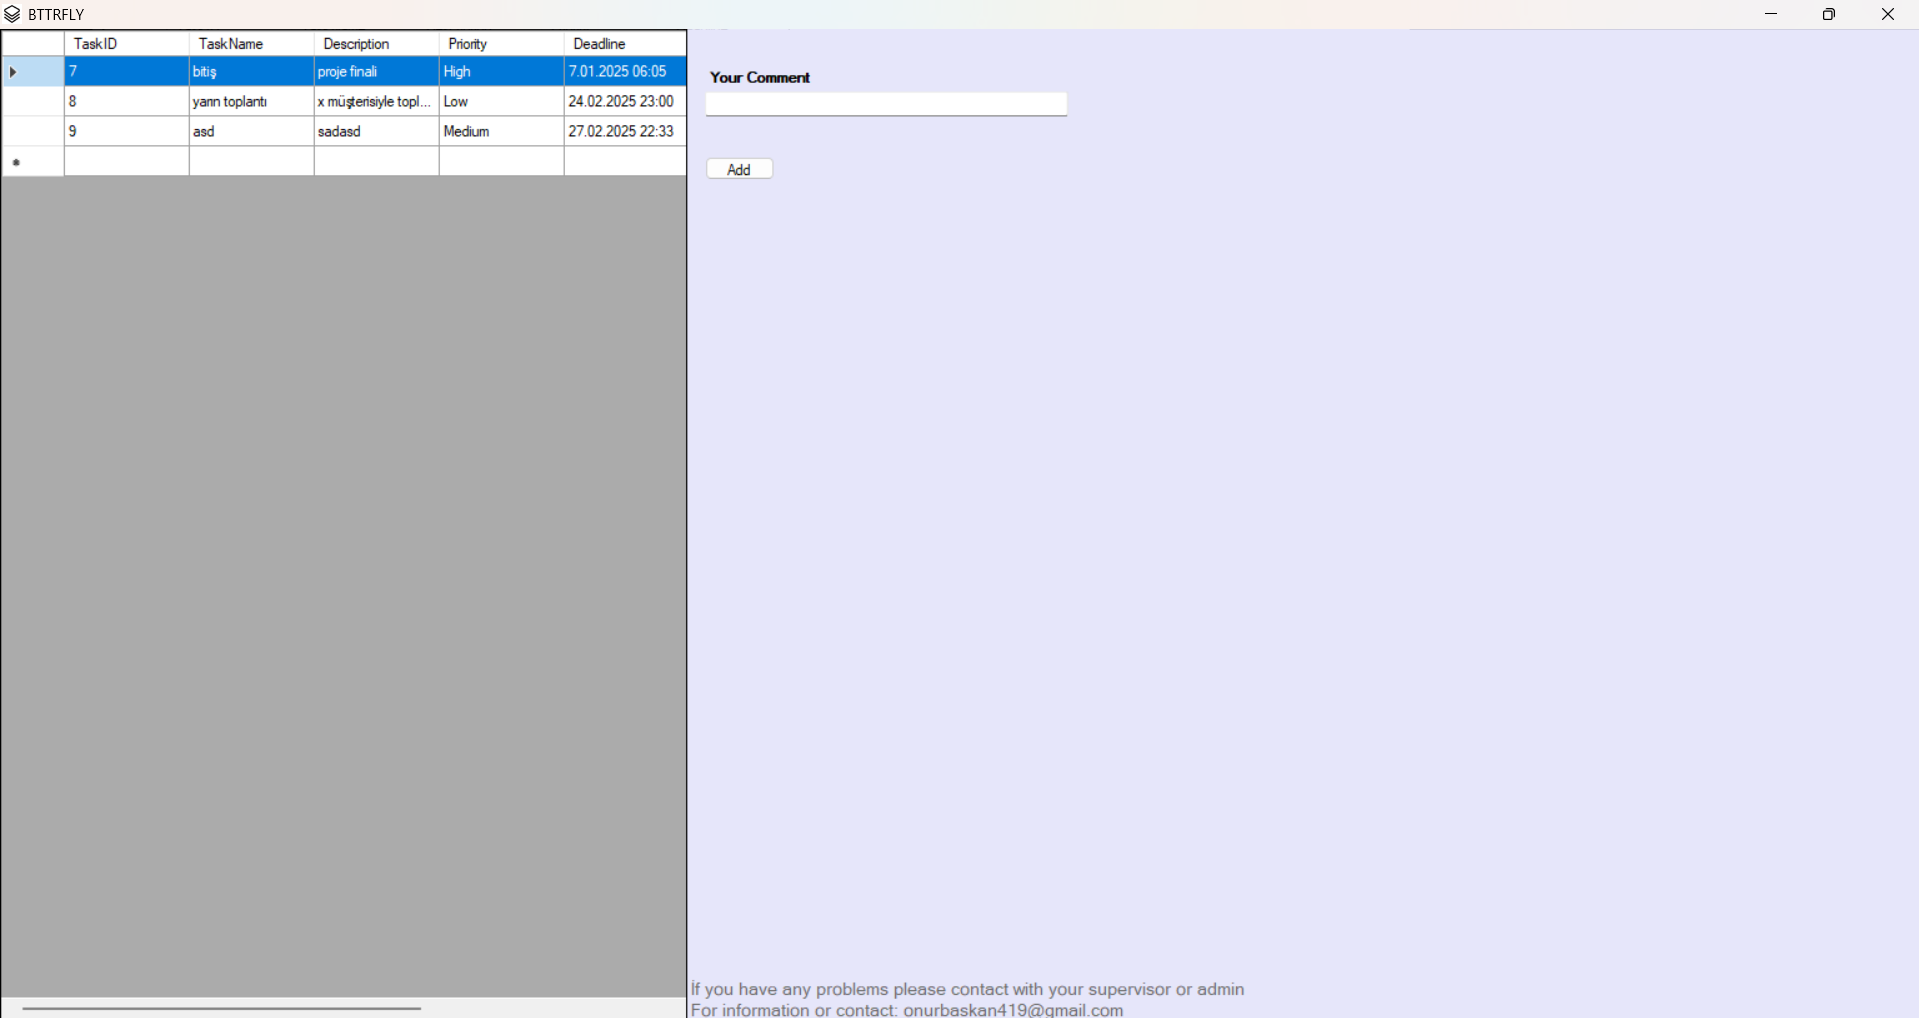 BTTRFLY
TaskID TaskName Description Priority Deadline
7 bitiş proje finali High 7.01.2025 06:05
8 yarın toplantı x müşterisiyle topl... Low 24.02.2025 23:00
9 asd sadasd Medium 27.02.2025 22:33
Your Comment
Add
İf you have any problems please contact with your supervisor or admin
For information or contact: onurbaskan419@gmail.com